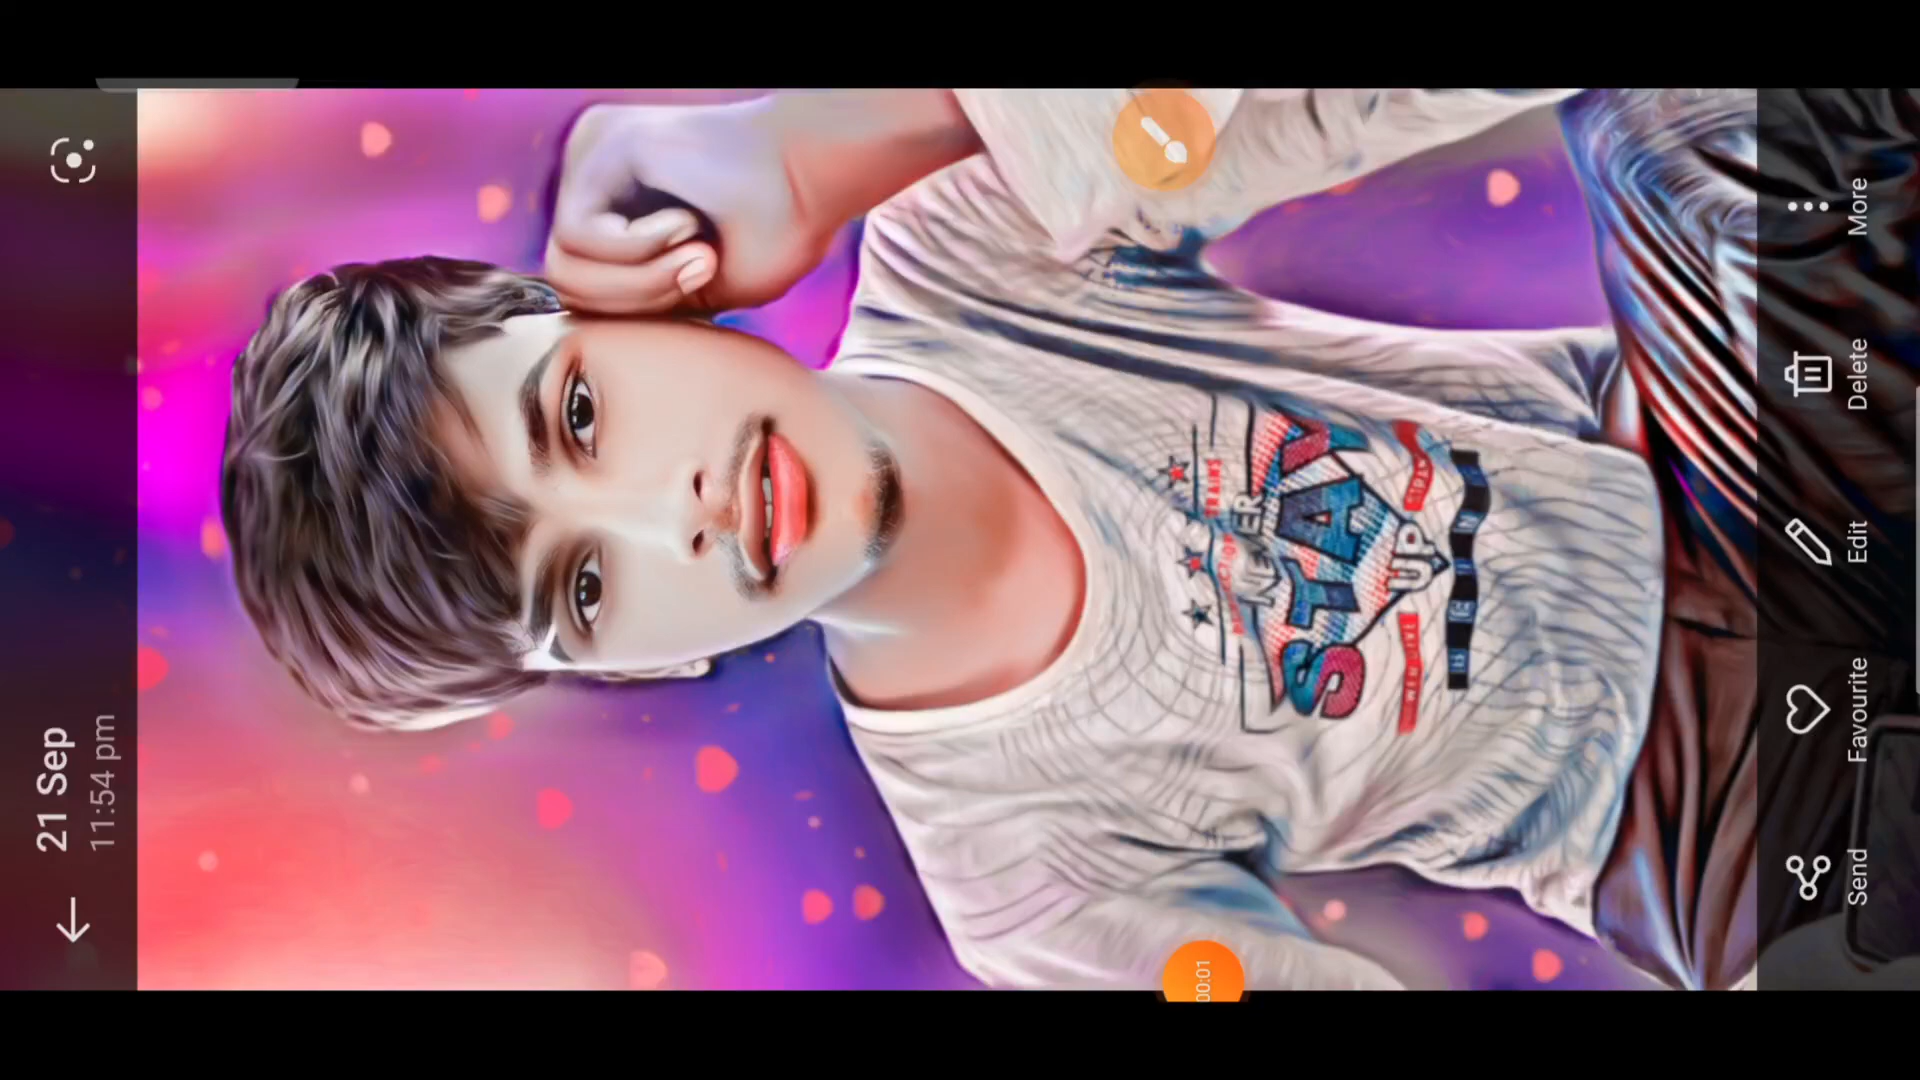 21 Sep
11:54 pm
NEVER
STAY
UP
Send
Favourite
Edit
Delete
More
00:01